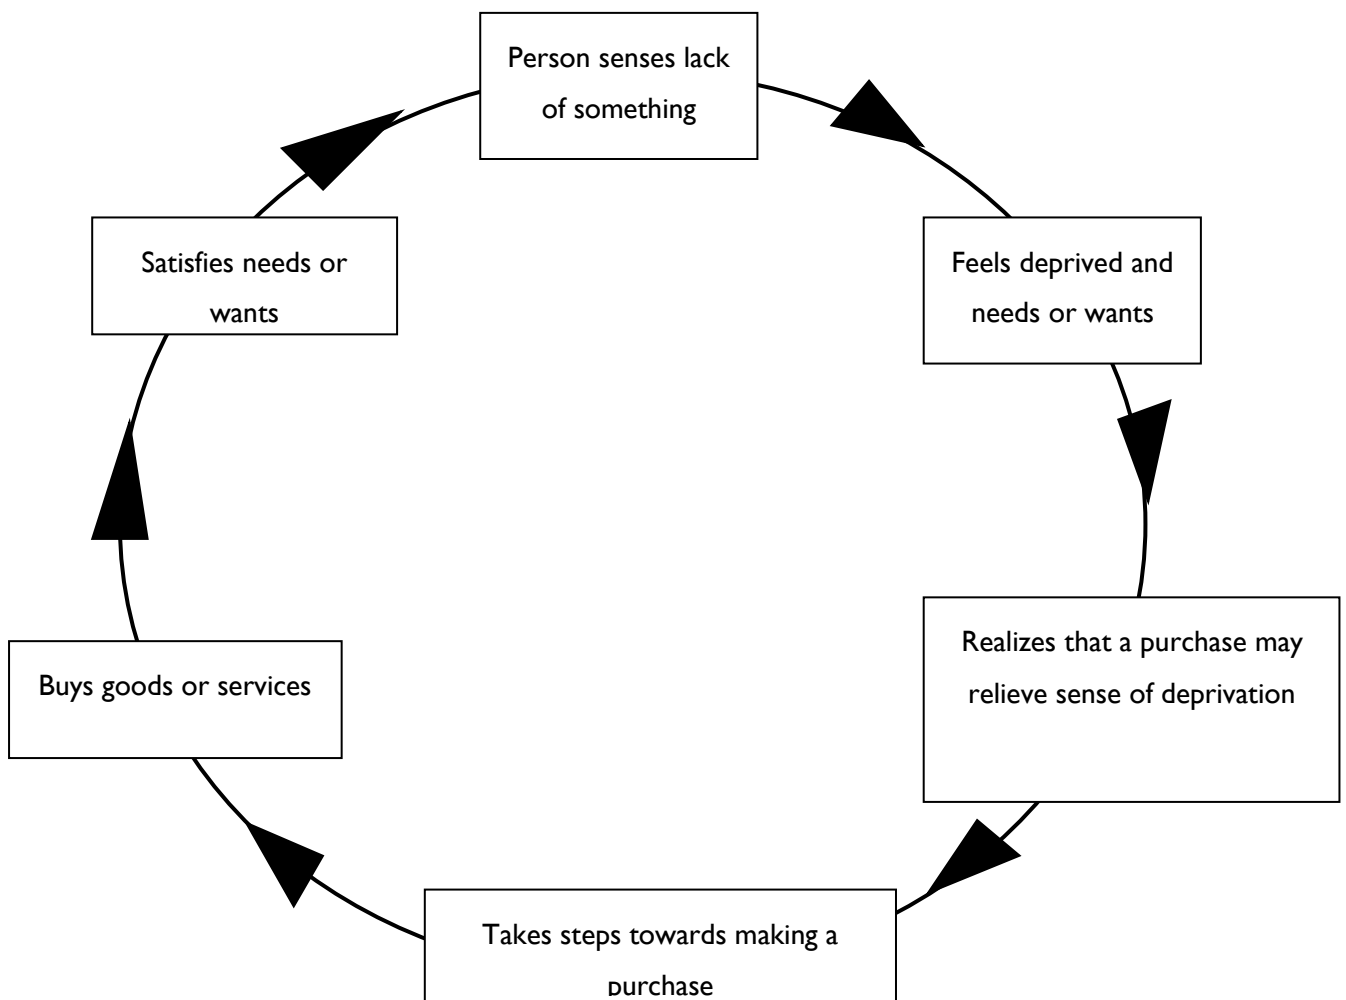 Person senses lack
of something
Feels deprived and
needs or wants
Realizes that a purchase may
relieve sense of deprivation
Takes steps towards making a
purchase
Buys goods or services
Satisfies needs or
wants